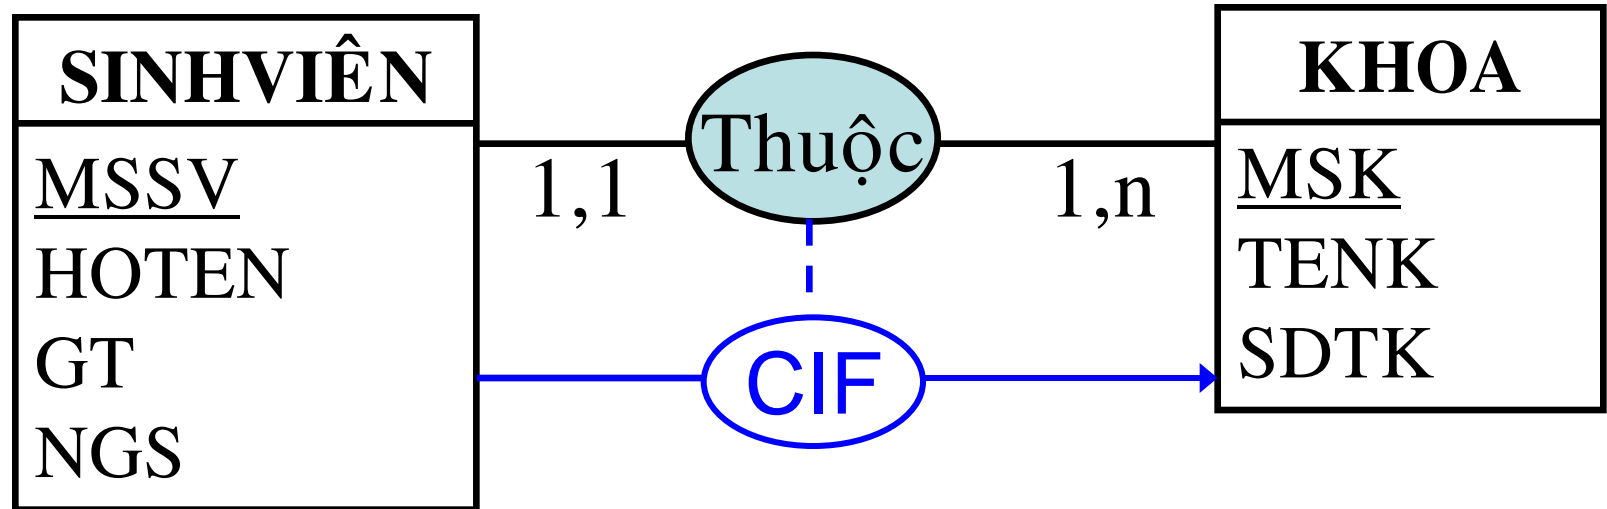 SINHVIÊN
MSSV
HOTEN
GT
NGS
1,1
Thuộc
1,n
CIF
KHOA
MSK
TENK
SDTK